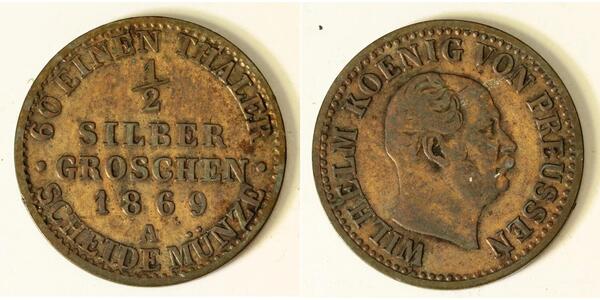 60 EINEN THALER
1/2
SILBER
· GROSCHEN ·
1869
A
SCHEIDE MÜNZE
WILHELM KOENIG VON PREUSSEN